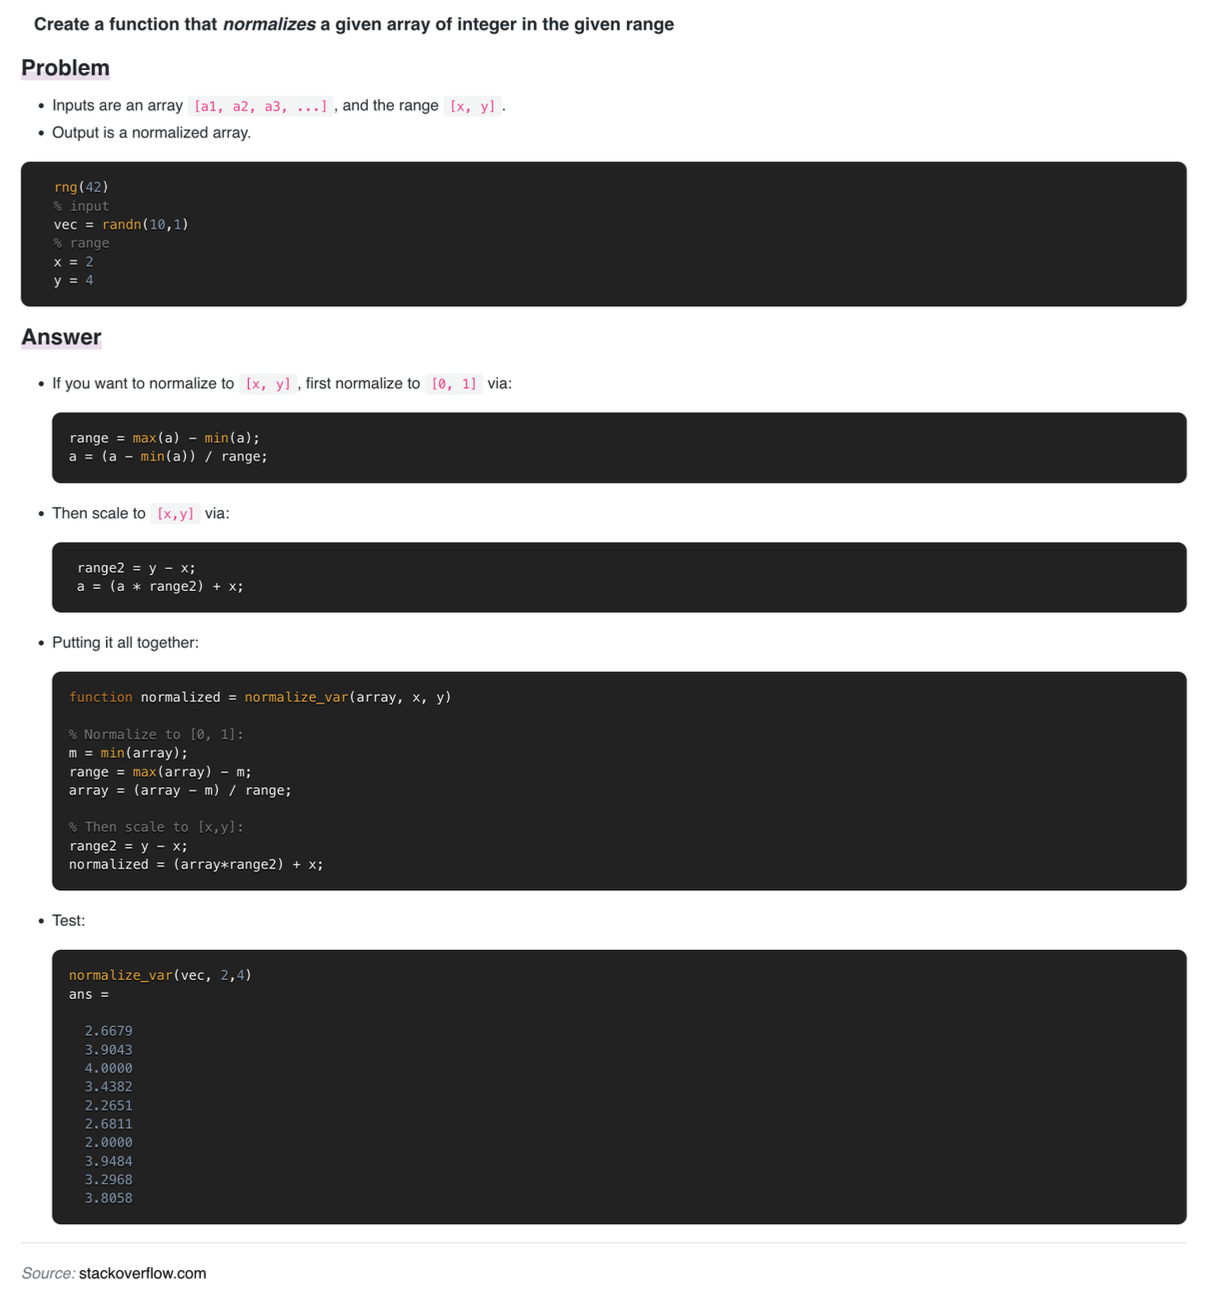 Create a function that normalizes a given array of integer in the given range
Problem
• Inputs are an array [a1, a2, a3, ...] , and the range [x, y] .
• Output is a normalized array.
rng(42)
% input
vec = randn(10,1)
% range
x = 2
y = 4
Answer
• If you want to normalize to [x, y] , first normalize to [0, 1] via:
range = max(a) − min(a);
a = (a − min(a)) / range;
• Then scale to [x,y] via:
range2 = y − x;
a = (a * range2) + x;
• Putting it all together:
function normalized = normalize_var(array, x, y)
% Normalize to [0, 1]:
m = min(array);
range = max(array) − m;
array = (array − m) / range;
% Then scale to [x,y]:
range2 = y − x;
normalized = (array*range2) + x;
• Test:
normalize_var(vec, 2,4)
ans =
2.6679
3.9043
4.0000
3.4382
2.2651
2.6811
2.0000
3.9484
3.2968
3.8058
Source: stackoverflow.com